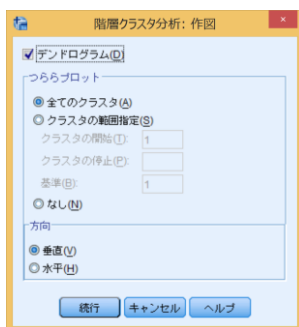 階層クラスタ分析: 作図
デンドログラム(D)
つららプロット
全てのクラスタ(A)
クラスタの範囲指定(S)
クラスタの開始(T): 1
クラスタの停止(P):
基準(B): 1
なし(N)
方向
垂直(V)
水平(H)
続行 キャンセル ヘルプ